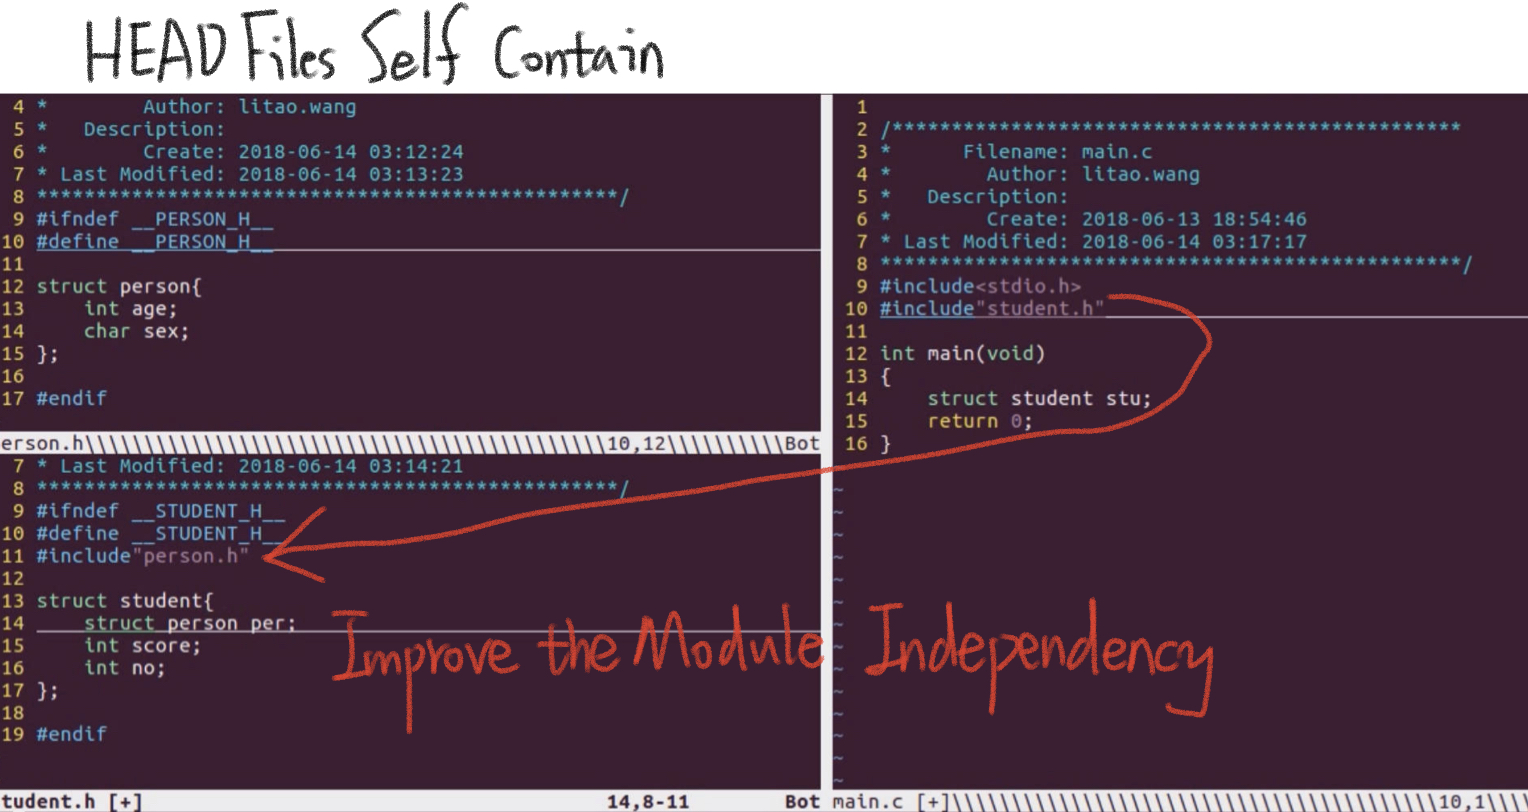 HEAD Files Self Contain
4 *        Author: litao.wang
5 *   Description:
6 *        Create: 2018-06-14 03:12:24
7 * Last Modified: 2018-06-14 03:13:23
8 *************************************************/
9 #ifndef __PERSON_H__
10 #define __PERSON_H__
11
12 struct person{
13     int age;
14     char sex;
15 };
16
17 #endif
erson.h\\\\\\\\\\\\\\\\\\\\\\\\\\\\\\\\\\\\\\\\\\\\10,12\\\\\\\\\\Bot
7 * Last Modified: 2018-06-14 03:14:21
8 *************************************************/
9 #ifndef __STUDENT_H__
10 #define __STUDENT_H__
11 #include"person.h"
12
13 struct student{
14     struct person per;
15     int score;
16     int no;
17 };
18
19 #endif
tudent.h [+] 14,8-11 Bot
1
2 /************************************************
3 *      Filename: main.c
4 *        Author: litao.wang
5 *   Description:
6 *        Create: 2018-06-13 18:54:46
7 * Last Modified: 2018-06-14 03:17:17
8 *************************************************/
9 #include<stdio.h>
10 #include"student.h"
11
12 int main(void)
13 {
14     struct student stu;
15     return 0;
16 }
~
~
~
~
~
~
~
~
~
~
~
~
~
~
main.c [+]\\\\\\\\\\\\\\\\\\\\\\\\\\\\\\\\\\\\\\\\\10,1\\\\
Improve the Module Independency